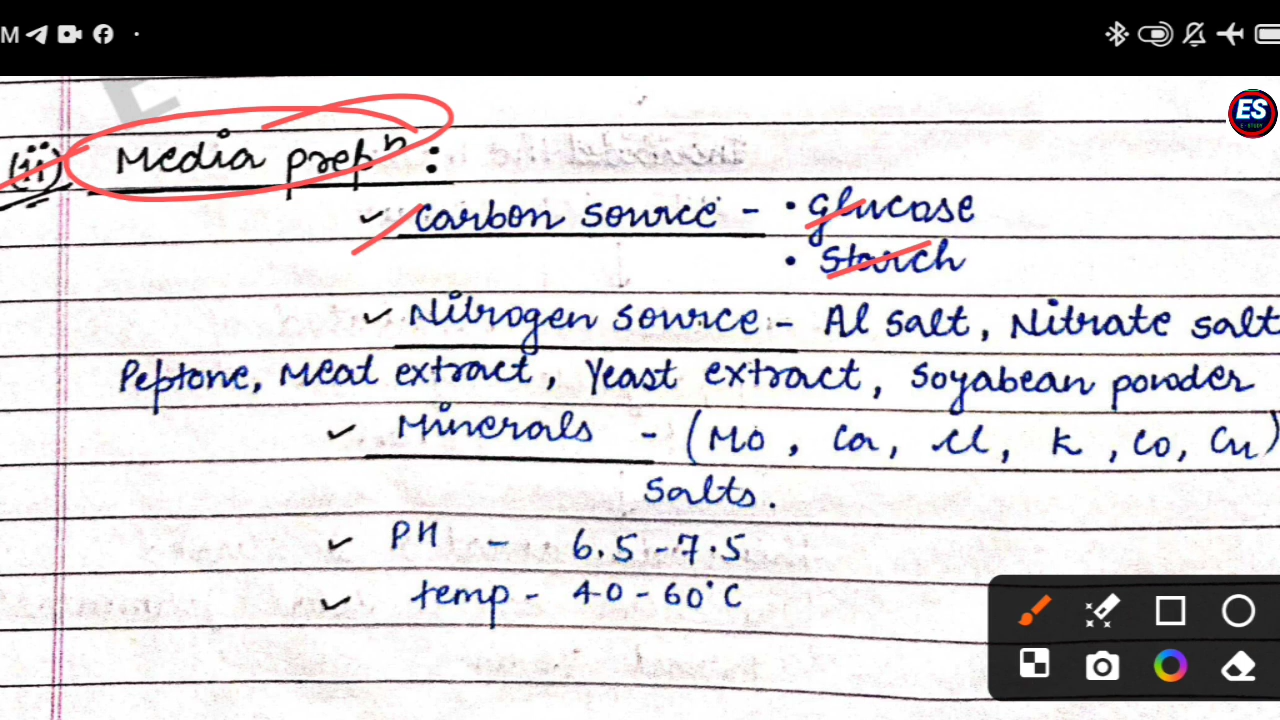 M
ES
(ii) Media prepⁿ :
✓ Carbon source - • Glucose
• Starch
✓ Nitrogen source - Al salt, Nitrate salt
Peptone, Meat extract, Yeast extract, Soyabean powder
✓ Minerals - (Mo, Ca, Cl, K, Co, Cu)
Salts.
✓ PH - 6.5-7.5
✓ temp - 40-60°C